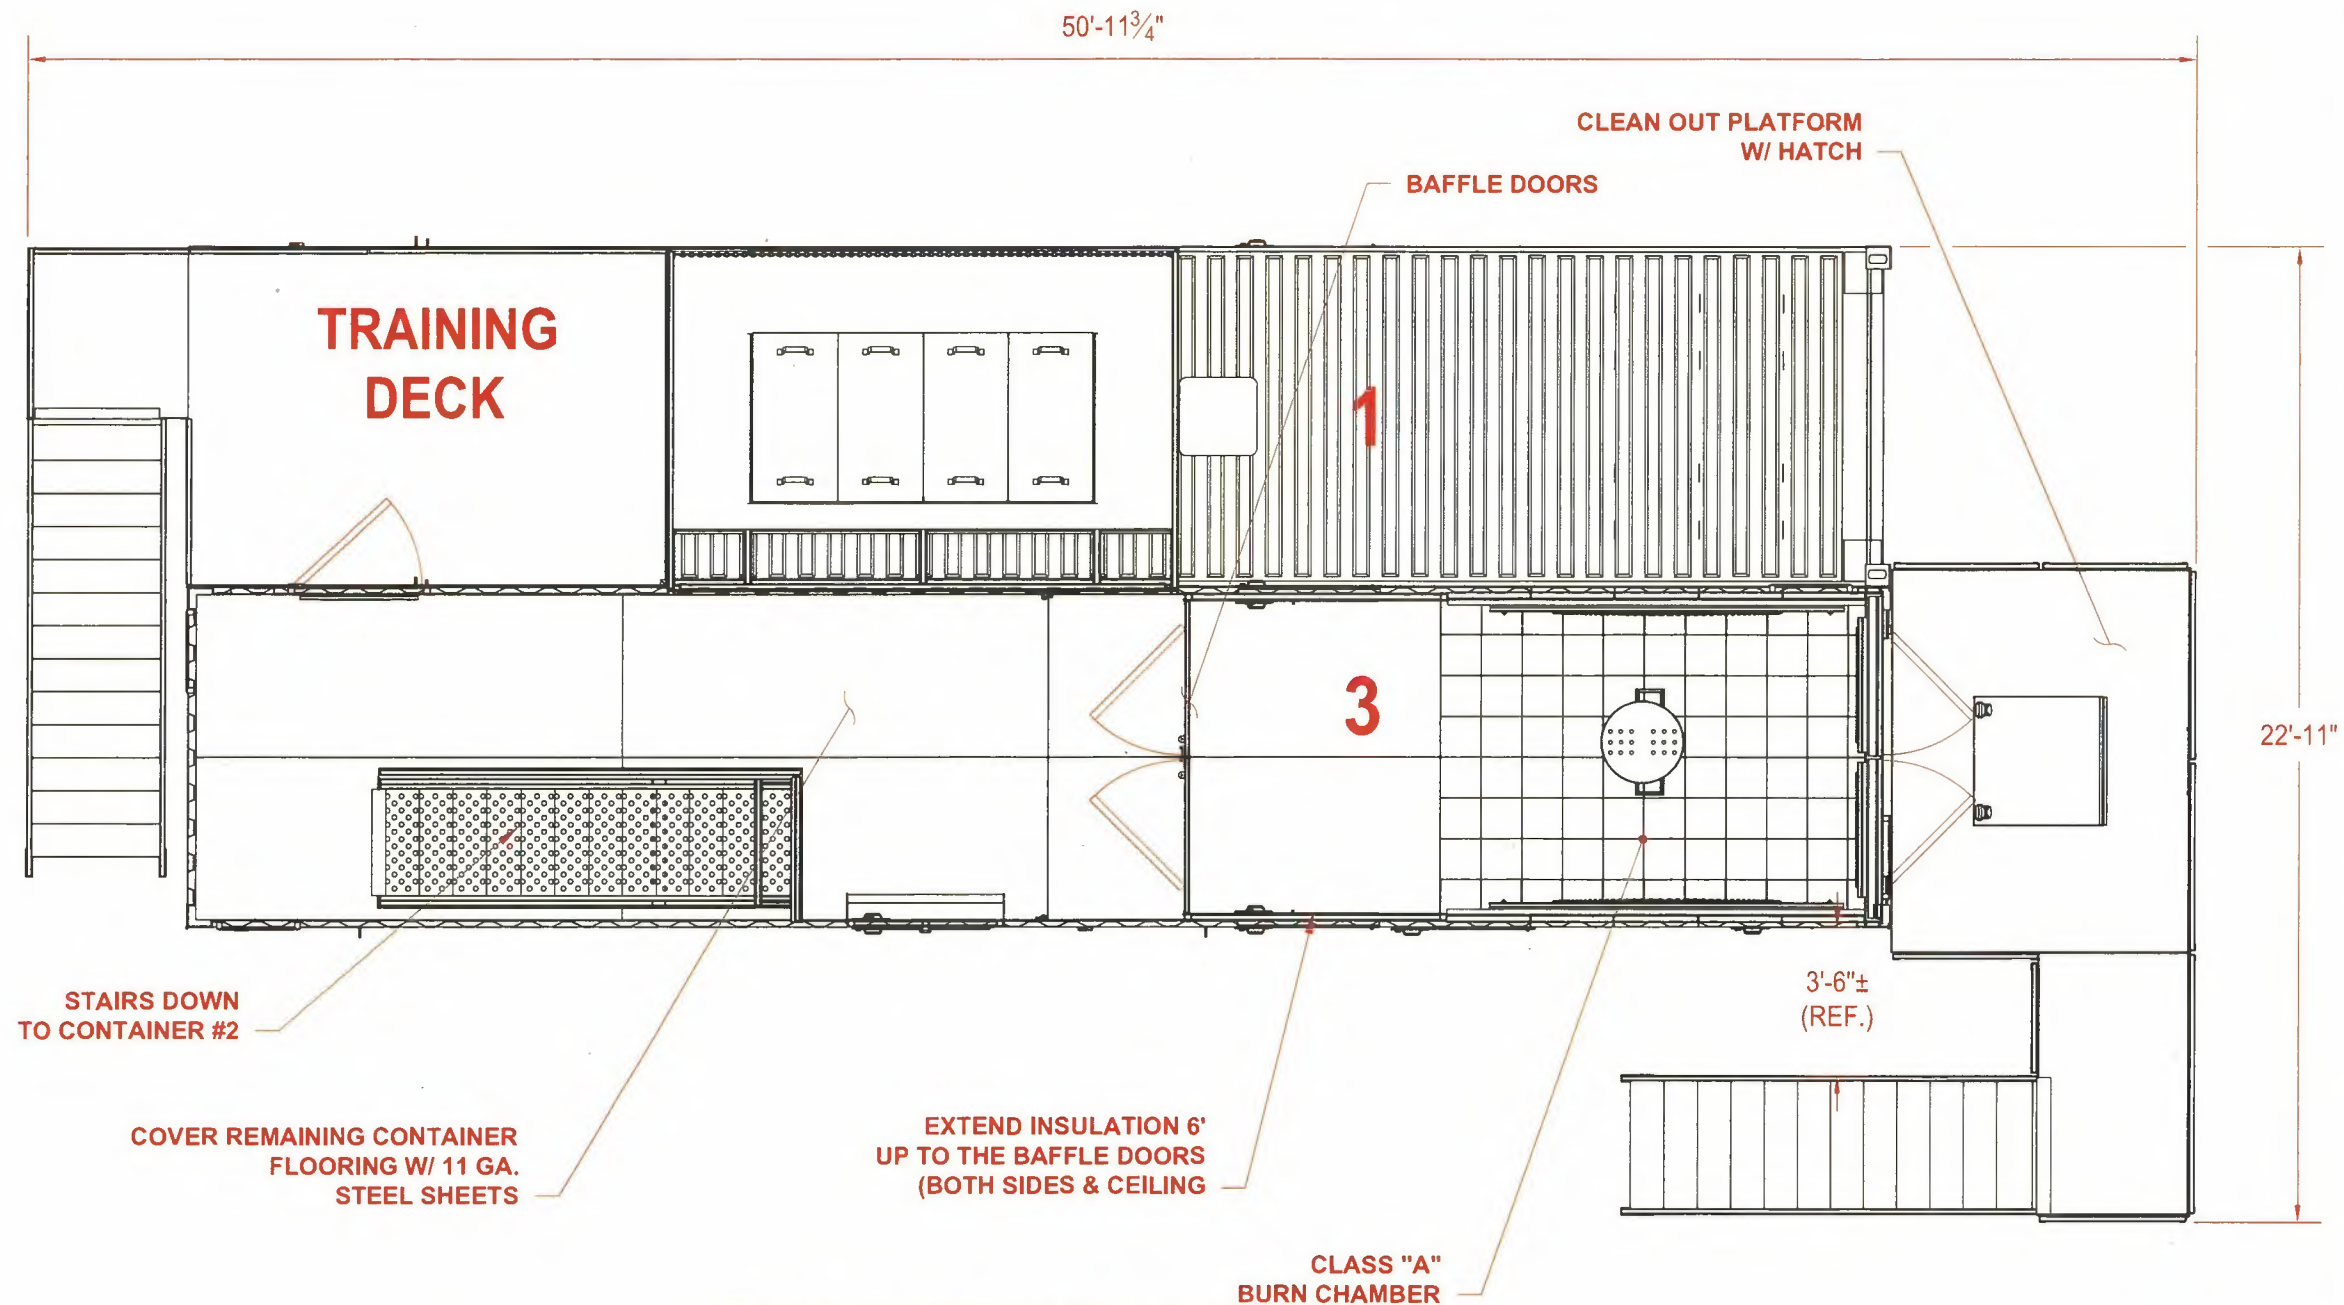 50'-11¾"
CLEAN OUT PLATFORM
W/ HATCH
BAFFLE DOORS
TRAINING
DECK
1
3
22'-11"
3'-6"±
(REF.)
STAIRS DOWN
TO CONTAINER #2
COVER REMAINING CONTAINER
FLOORING W/ 11 GA.
STEEL SHEETS
EXTEND INSULATION 6'
UP TO THE BAFFLE DOORS
(BOTH SIDES & CEILING
CLASS "A"
BURN CHAMBER